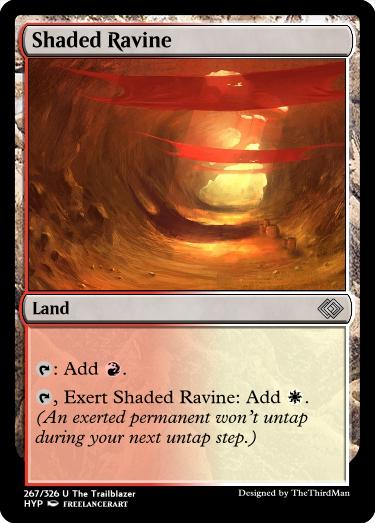 Shaded Ravine
Land
: Add .
, Exert Shaded Ravine: Add .
(An exerted permanent won't untap
during your next untap step.)
267/326 U The Trailblazer
Designed by TheThirdMan
HYP FREELANCERART